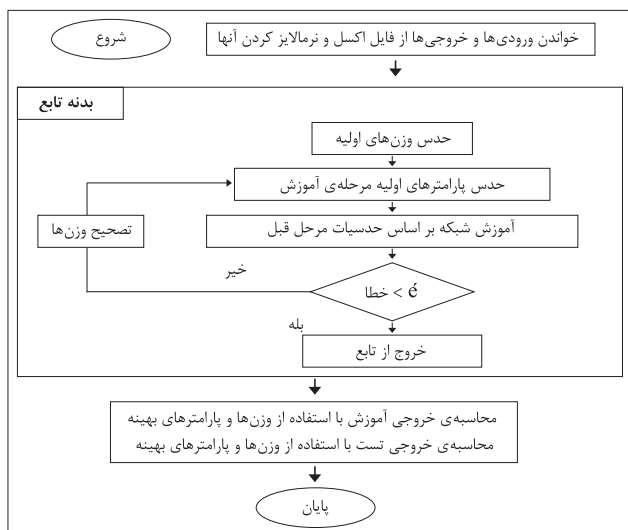 شروع
خواندن ورودی‌ها و خروجی‌ها از فایل اکسل و نرمالایز کردن آنها
بدنه تابع
حدس وزن‌های اولیه
حدس پارامترهای اولیه مرحله‌ی آموزش
تصحیح وزن‌ها
آموزش شبکه بر اساس حدسیات مرحل قبل
خیر
خطا < é
بله
خروج از تابع
محاسبه‌ی خروجی آموزش با استفاده از وزن‌ها و پارامترهای بهینه
محاسبه‌ی خروجی تست با استفاده از وزن‌ها و پارامترهای بهینه
پایان